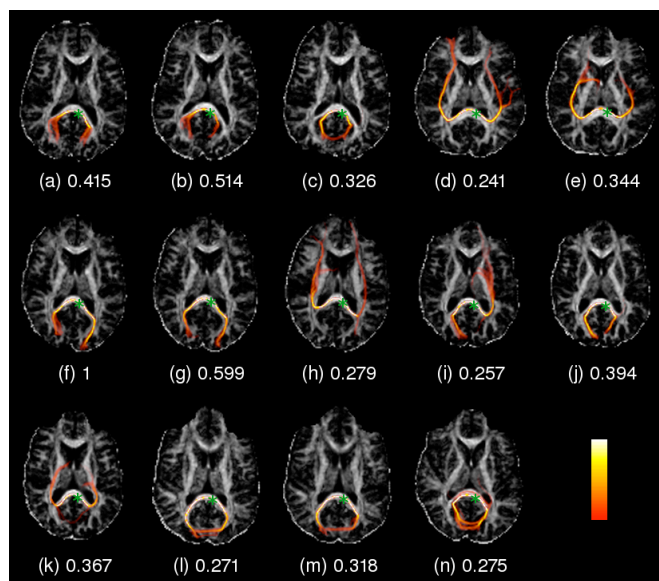 (a) 0.415
(b) 0.514
(c) 0.326
(d) 0.241
(e) 0.344
(f) 1
(g) 0.599
(h) 0.279
(i) 0.257
(j) 0.394
(k) 0.367
(l) 0.271
(m) 0.318
(n) 0.275